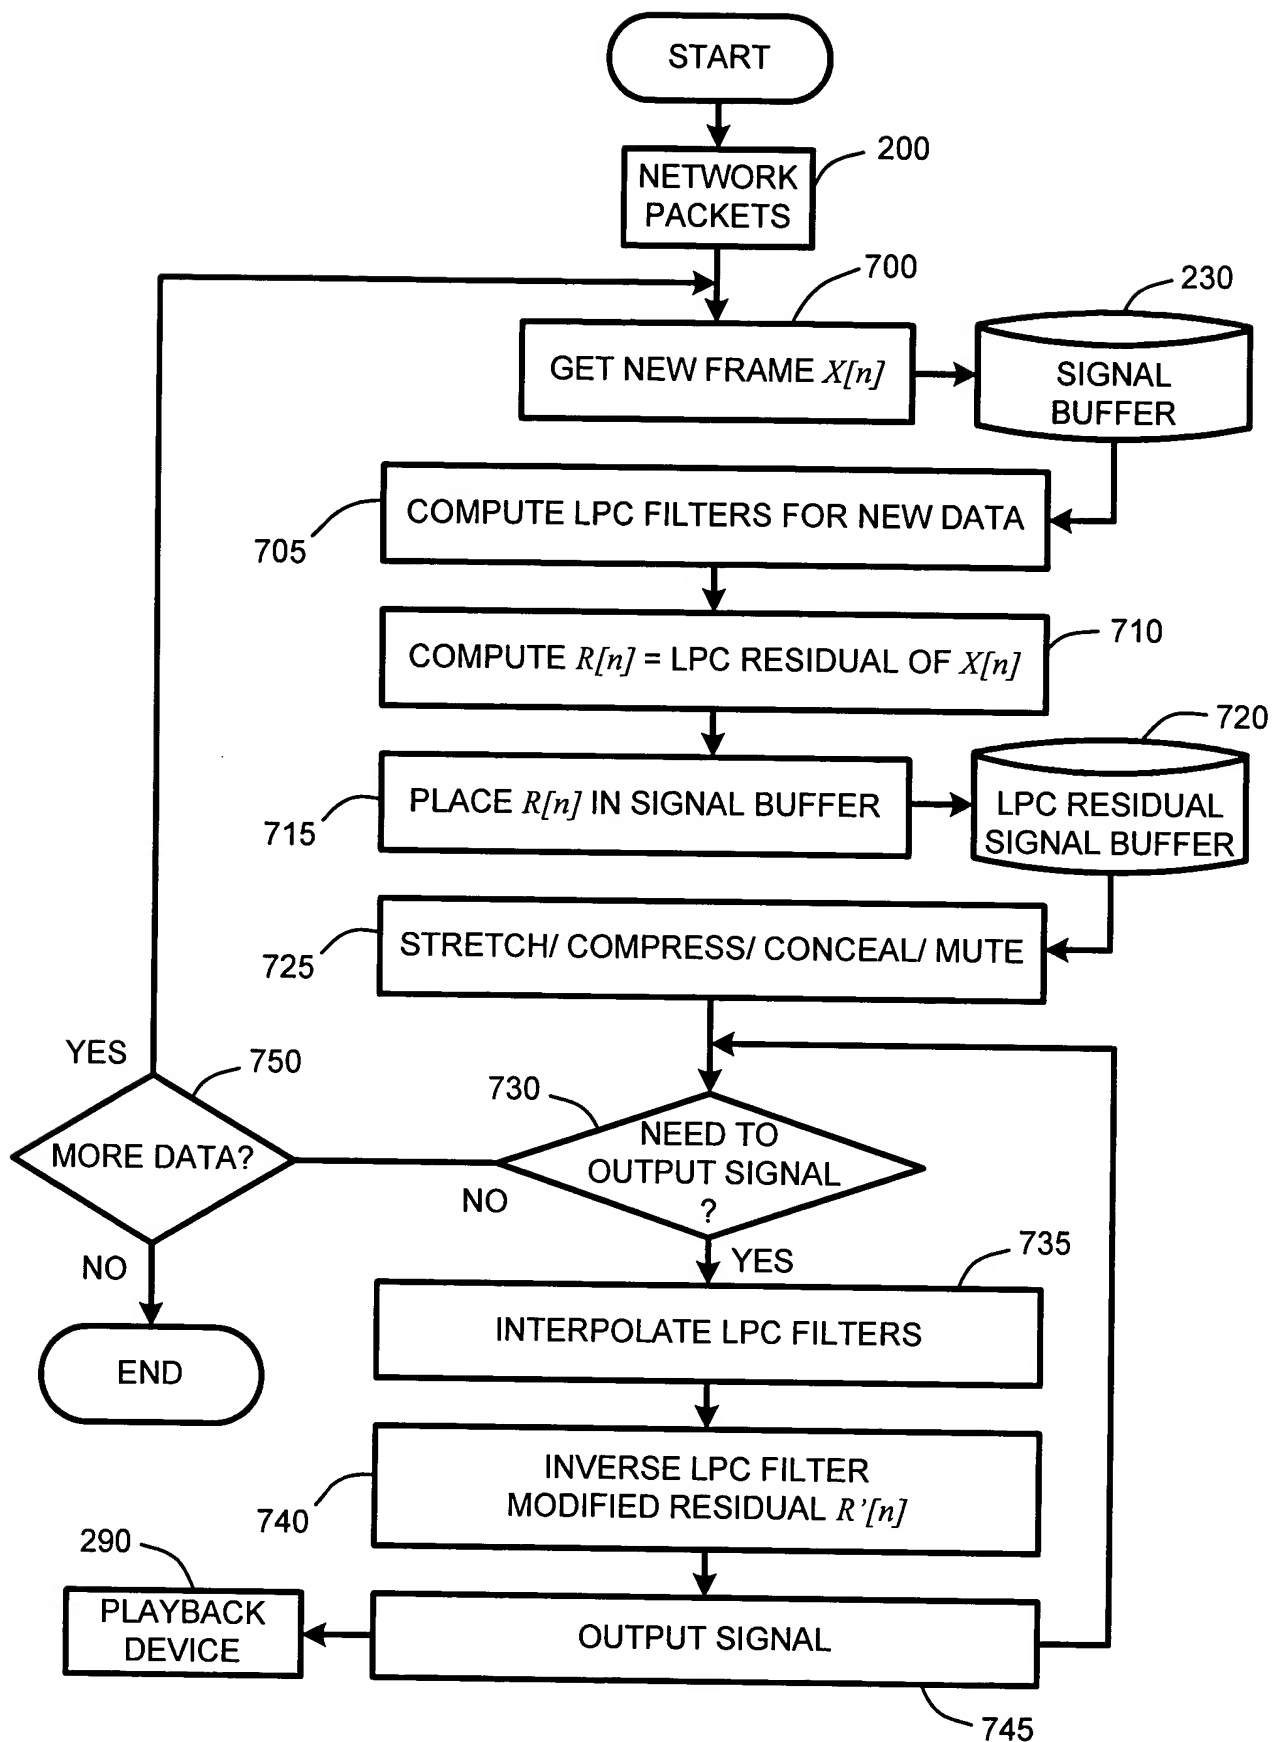 START
200
NETWORK
PACKETS
700
230
GET NEW FRAME X[n]
SIGNAL
BUFFER
COMPUTE LPC FILTERS FOR NEW DATA
705
710
COMPUTE R[n] = LPC RESIDUAL OF X[n]
720
PLACE R[n] IN SIGNAL BUFFER
715
LPC RESIDUAL
SIGNAL BUFFER
STRETCH/ COMPRESS/ CONCEAL/ MUTE
725
YES
750
730
MORE DATA?
NEED TO
OUTPUT SIGNAL
?
NO
NO
YES
735
INTERPOLATE LPC FILTERS
END
INVERSE LPC FILTER
MODIFIED RESIDUAL R'[n]
740
290
PLAYBACK
DEVICE
OUTPUT SIGNAL
745